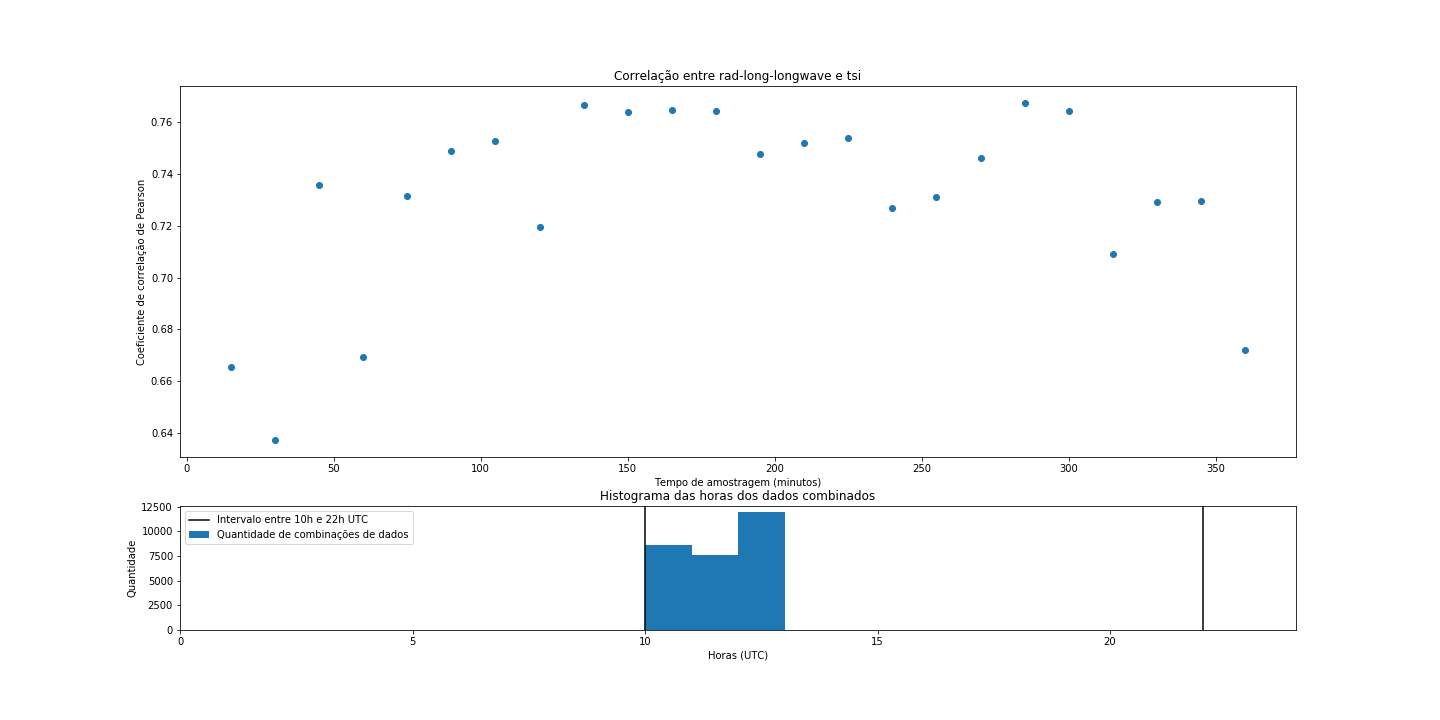 Correlação entre rad-long-longwave e tsi
Coeficiente de correlação de Pearson
0.76
0.74
0.72
0.70
0.68
0.66
0.64
0 50 100 150 200 250 300 350
Tempo de amostragem (minutos)
Histograma das horas dos dados combinados
Quantidade
12500
10000
7500
5000
2500
0
Intervalo entre 10h e 22h UTC
Quantidade de combinações de dados
0 5 10 15 20
Horas (UTC)